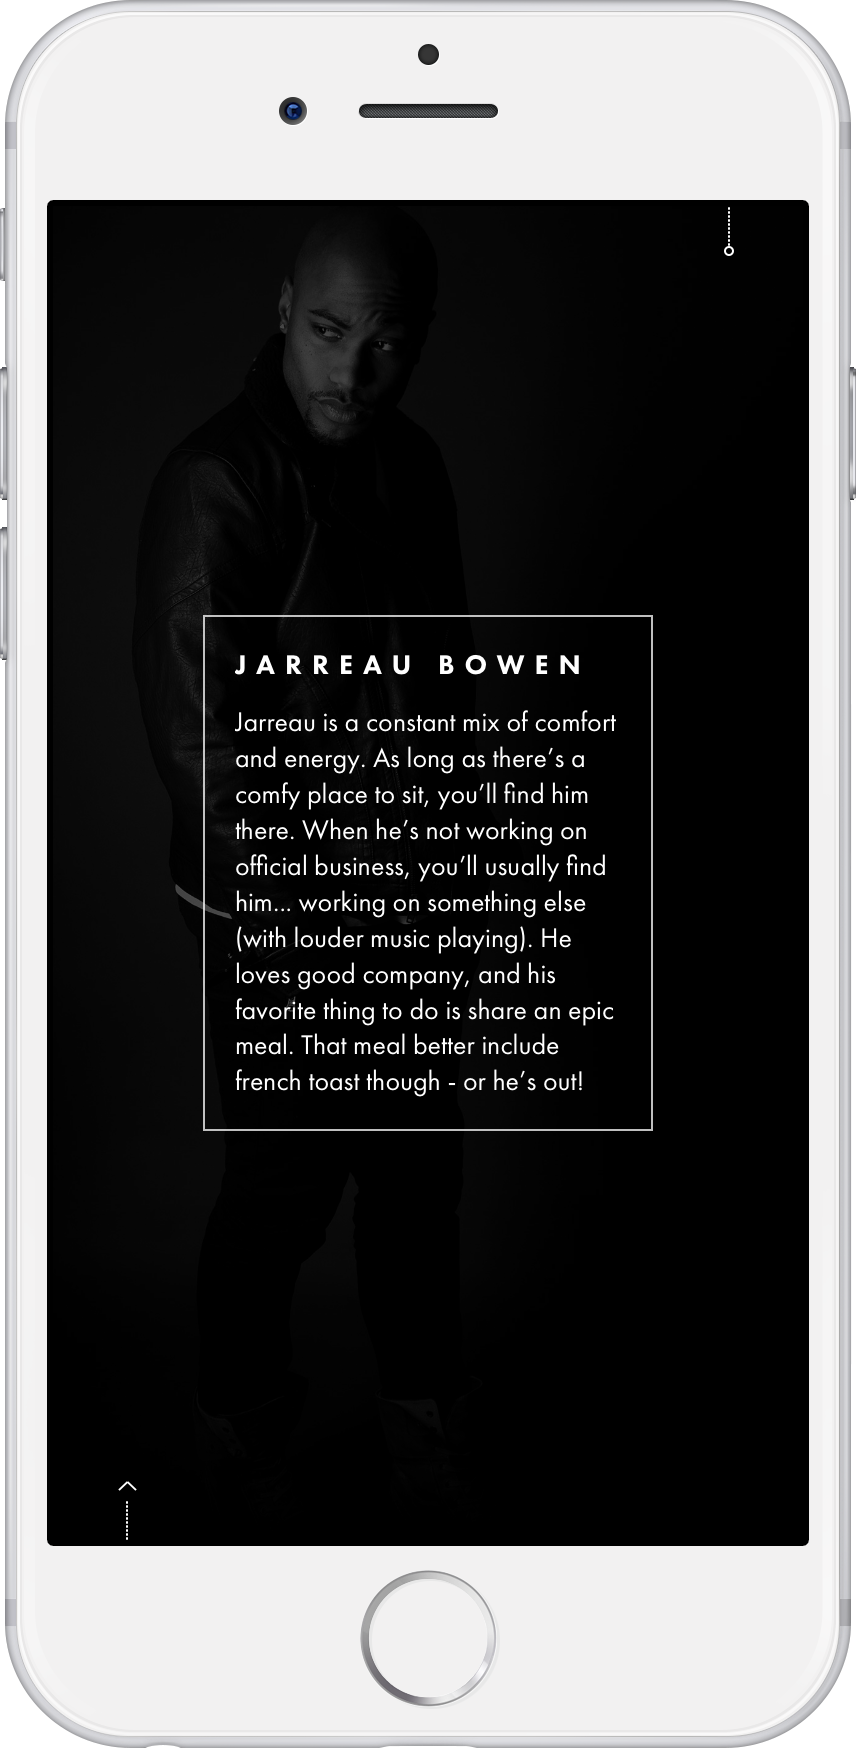 JARREAU BOWEN
Jarreau is a constant mix of comfort
and energy. As long as there’s a
comfy place to sit, you’ll find him
there. When he’s not working on
official business, you’ll usually find
him... working on something else
(with louder music playing). He
loves good company, and his
favorite thing to do is share an epic
meal. That meal better include
french toast though - or he’s out!